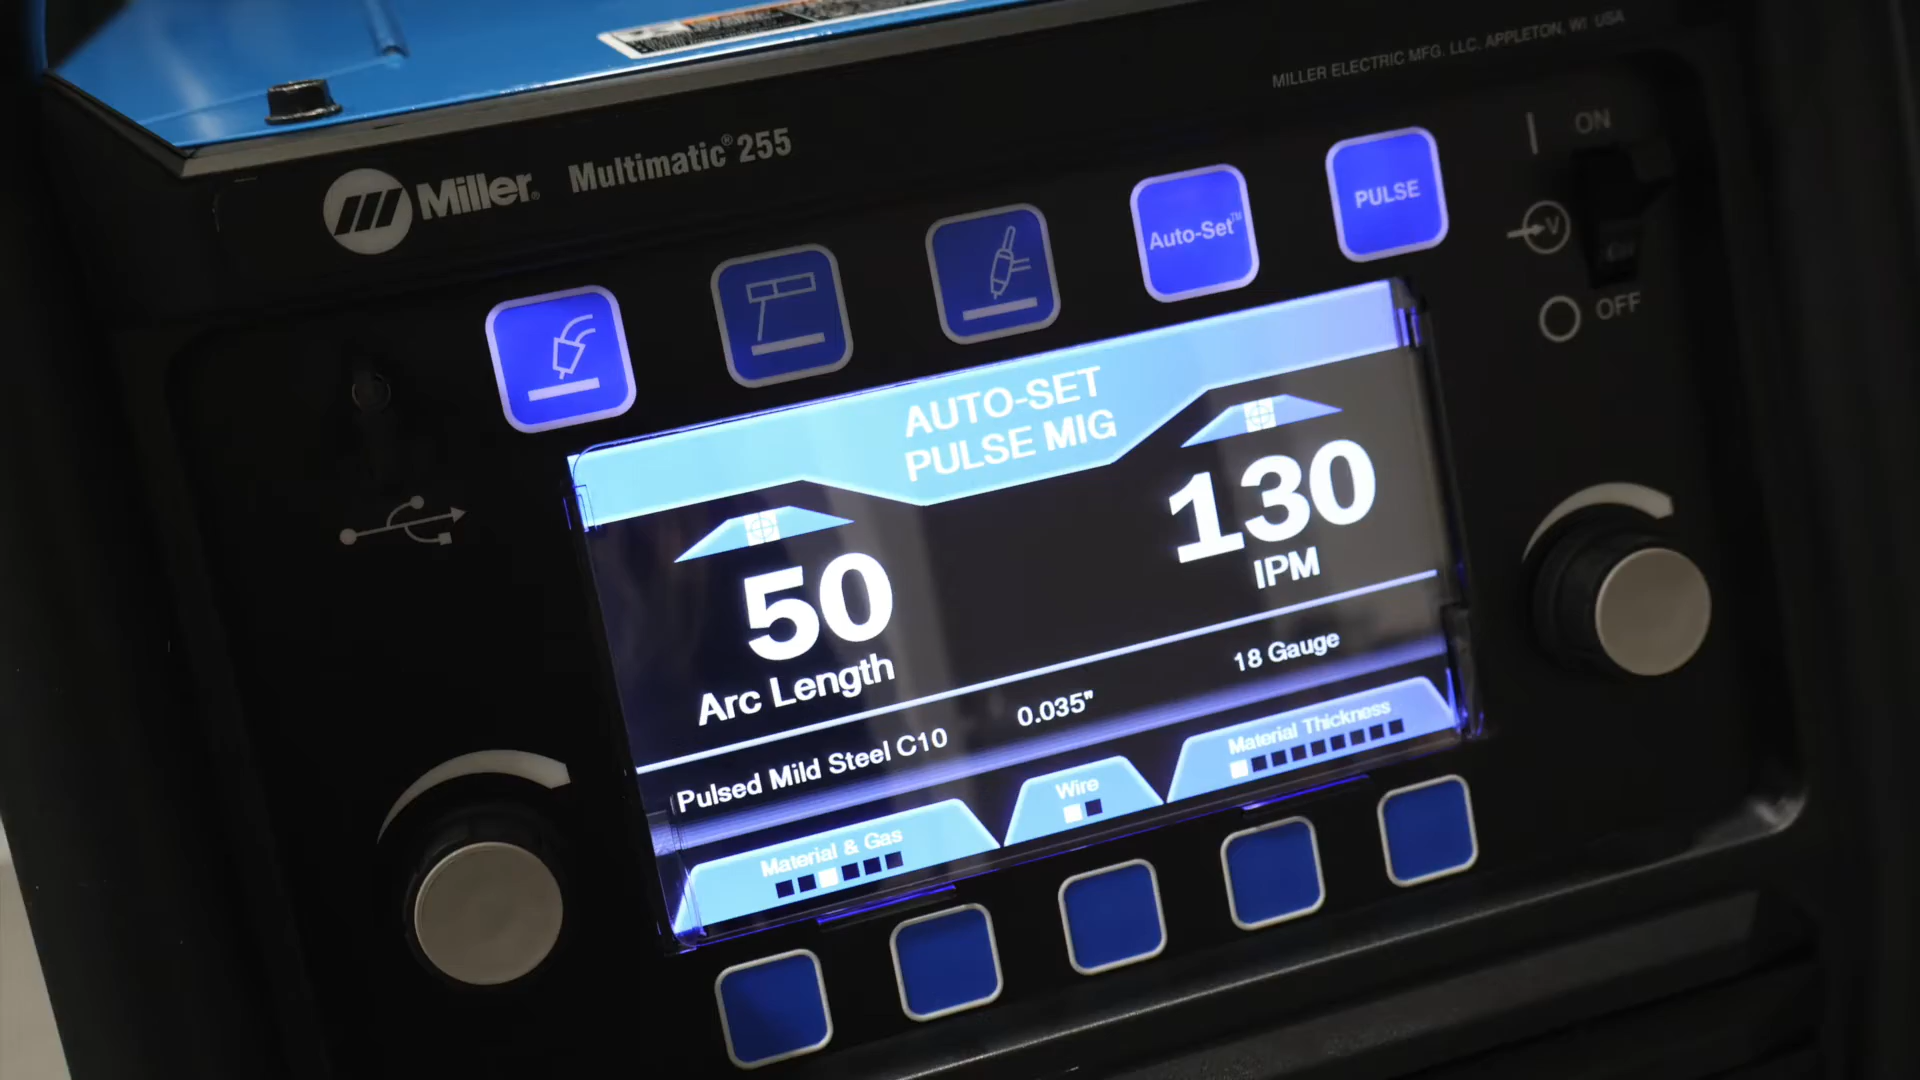 MILLER ELECTRIC MFG. LLC. APPLETON, WI USA
Miller®
Multimatic® 255
ON
V
OFF
Auto-Set™
PULSE
AUTO-SET
PULSE MIG
50
Arc Length
130
IPM
Pulsed Mild Steel C10
0.035"
18 Gauge
Material & Gas
Wire
Material Thickness